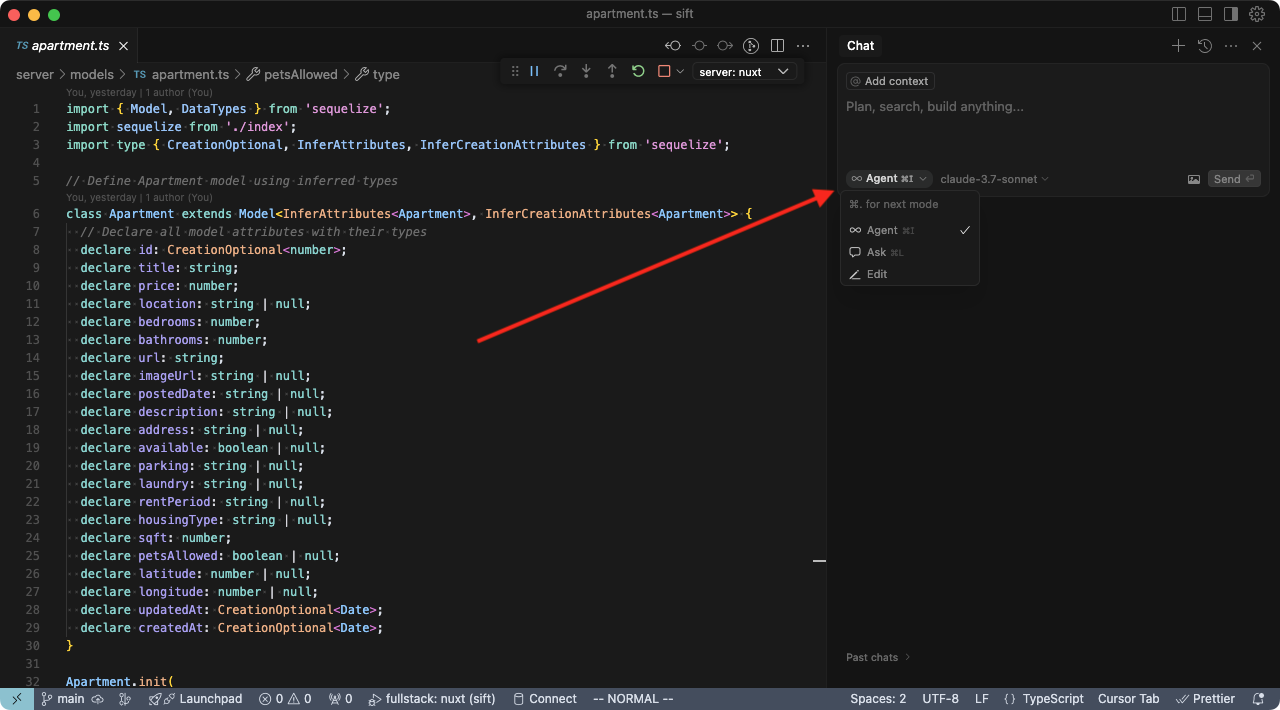 apartment.ts — sift
TS apartment.ts
server > models > TS apartment.ts > petsAllowed > type
server: nuxt
You, yesterday | 1 author (You)
1 import { Model, DataTypes } from 'sequelize';
2 import sequelize from './index';
3 import type { CreationOptional, InferAttributes, InferCreationAttributes } from 'sequelize';
4
5 // Define Apartment model using inferred types
You, yesterday | 1 author (You)
6 class Apartment extends Model<InferAttributes<Apartment>, InferCreationAttributes<Apartment>> {
7 // Declare all model attributes with their types
8 declare id: CreationOptional<number>;
9 declare title: string;
10 declare price: number;
11 declare location: string | null;
12 declare bedrooms: number;
13 declare bathrooms: number;
14 declare url: string;
15 declare imageUrl: string | null;
16 declare postedDate: string | null;
17 declare description: string | null;
18 declare address: string | null;
19 declare available: boolean | null;
20 declare parking: string | null;
21 declare laundry: string | null;
22 declare rentPeriod: string | null;
23 declare housingType: string | null;
24 declare sqft: number;
25 declare petsAllowed: boolean | null;
26 declare latitude: number | null;
27 declare longitude: number | null;
28 declare updatedAt: CreationOptional<Date>;
29 declare createdAt: CreationOptional<Date>;
30 }
31
32 Apartment.init(
Chat
@ Add context
Plan, search, build anything...
∞ Agent ⌘I claude-3.7-sonnet Send ⏎
⌘. for next mode
∞ Agent ⌘I ✓
Ask ⌘L
Edit
Past chats >
main Launchpad 0 0 0 fullstack: nuxt (sift) Connect -- NORMAL -- Spaces: 2 UTF-8 LF {} TypeScript Cursor Tab Prettier